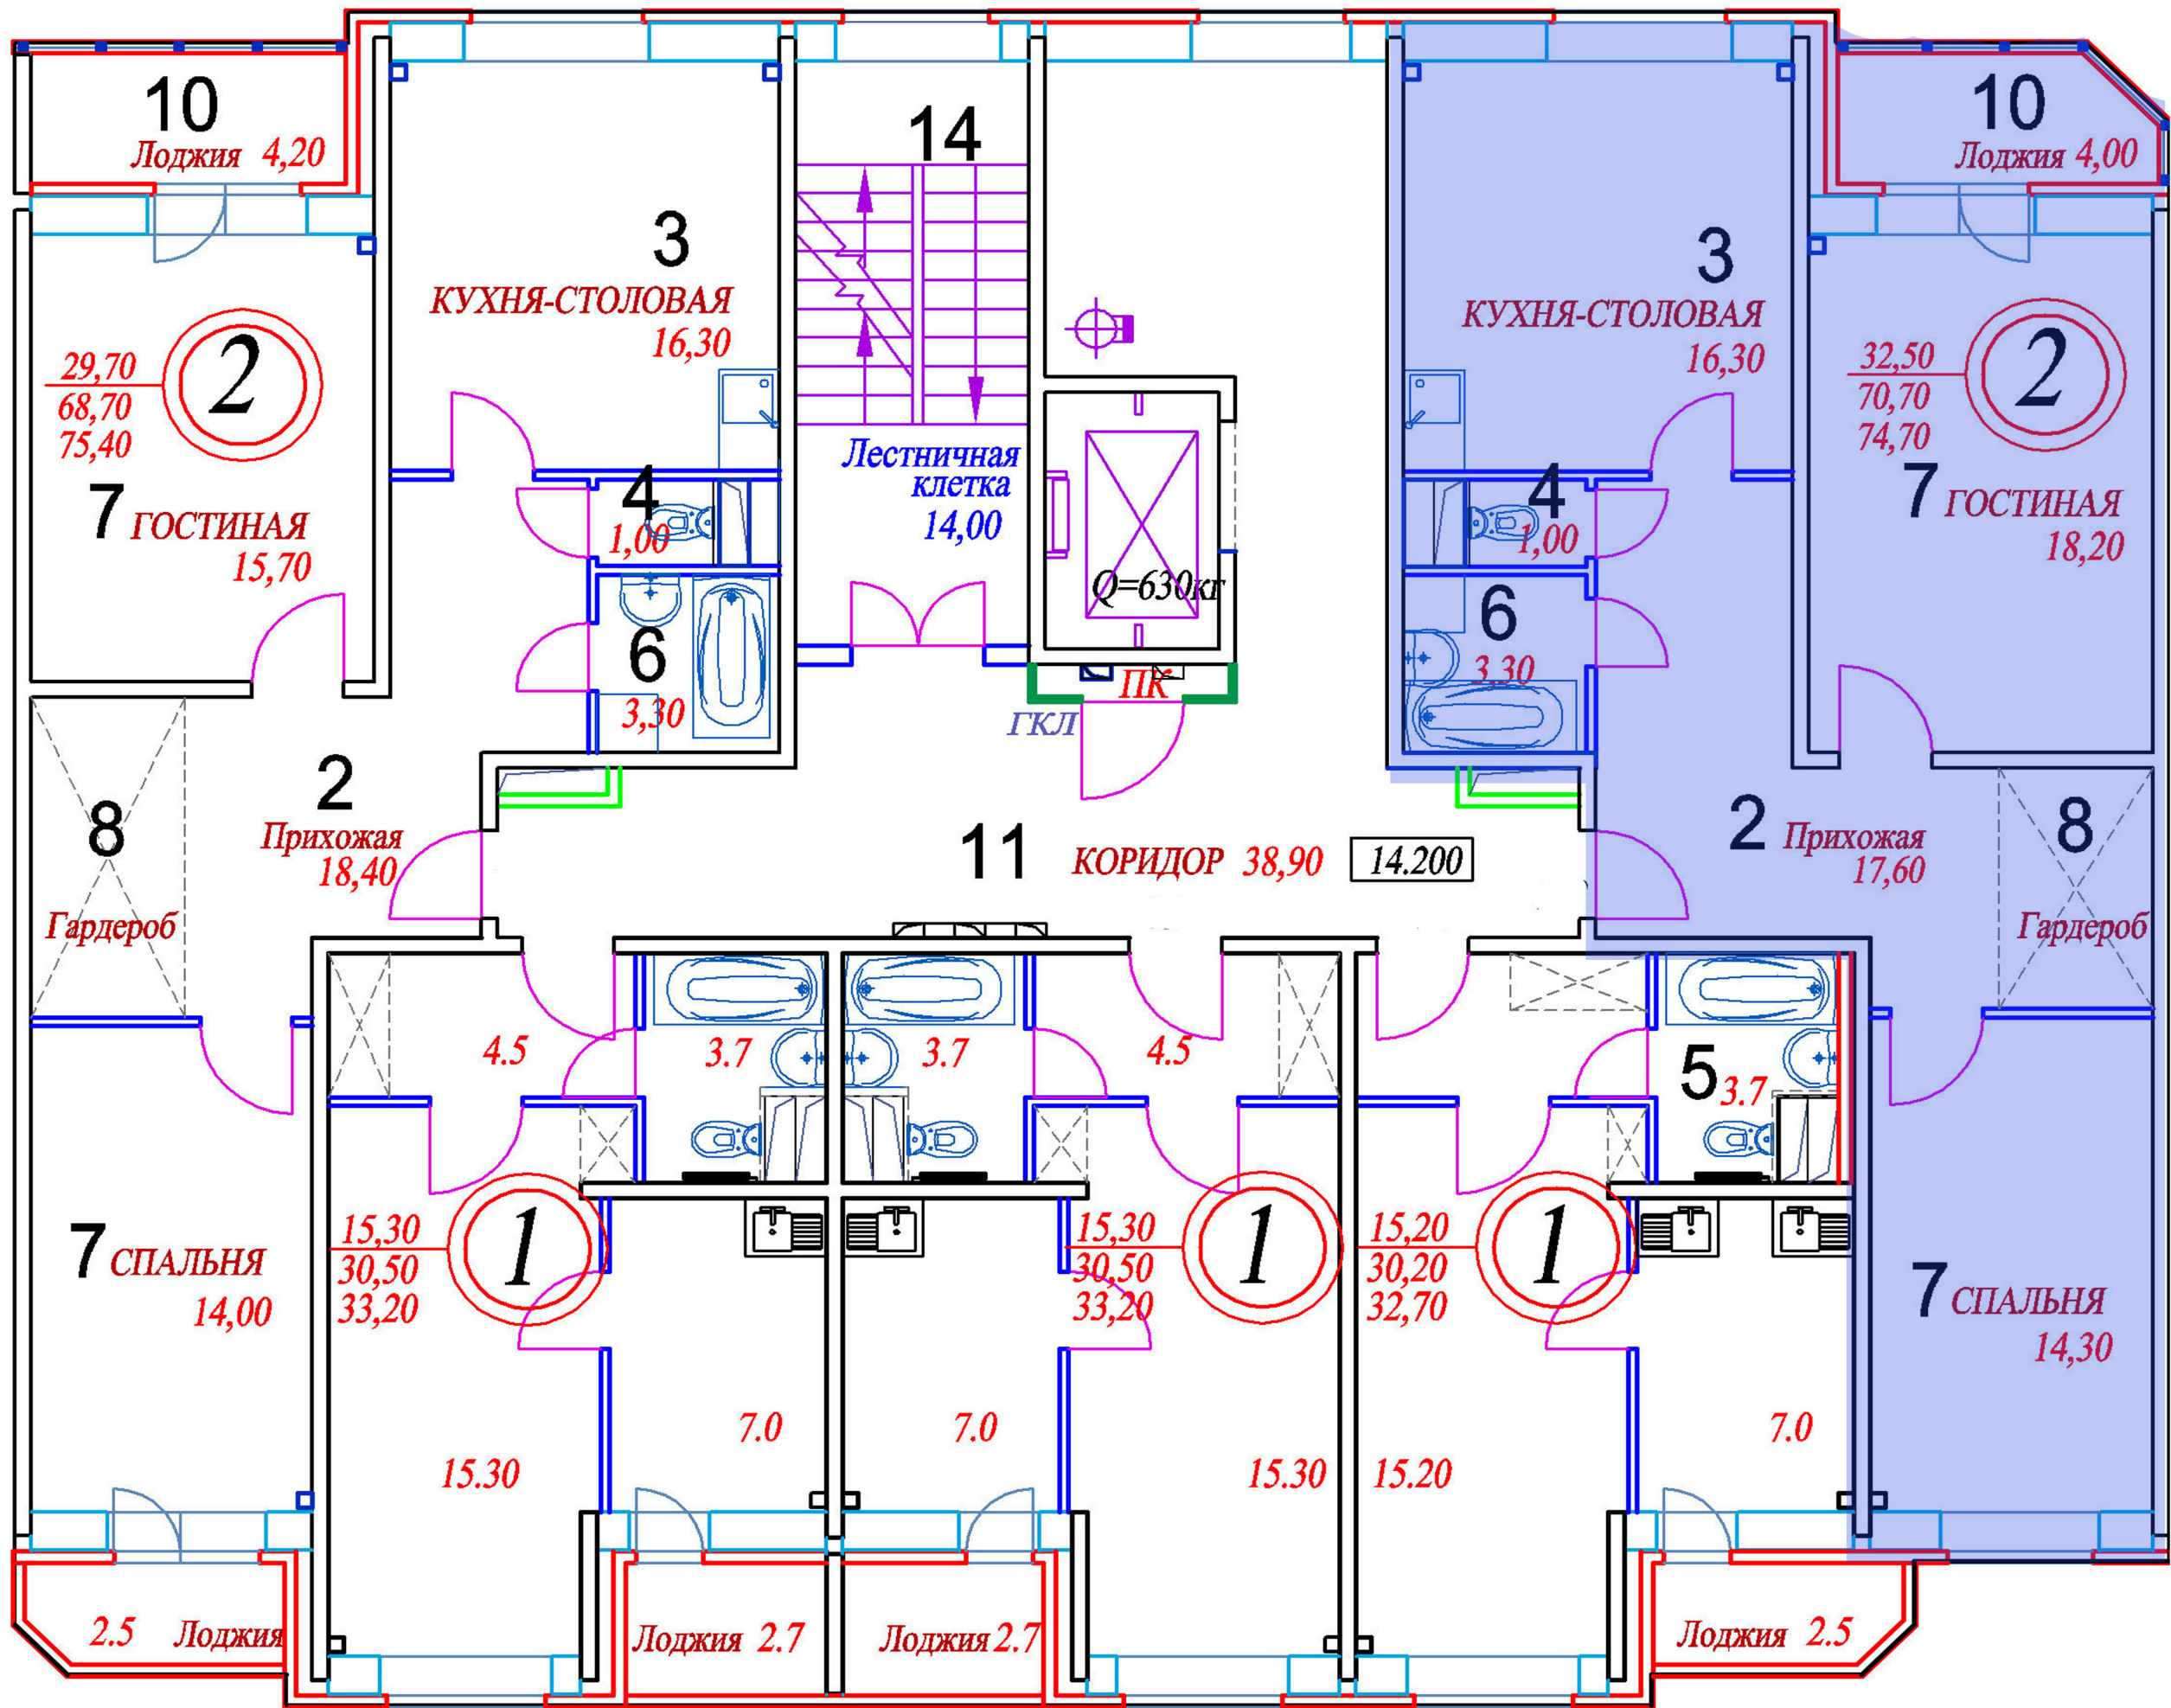 10
Лоджия 4,20
14
10
Лоджия 4,00
3
КУХНЯ-СТОЛОВАЯ
16,30
3
КУХНЯ-СТОЛОВАЯ
16,30
2
29,70
68,70
75,40
2
32,50
70,70
74,70
7 ГОСТИНАЯ
15,70
4
1,00
Лестничная
клетка
14,00
Q=630кг
4
1,00
7 ГОСТИНАЯ
18,20
6
3,30
ПК
ГКЛ
6
3,30
2
Прихожая
18,40
8
Гардероб
11 КОРИДОР 38,90 14.200
2 Прихожая
17,60
8
Гардероб
4.5
3.7
3.7
4.5
5
3.7
7 СПАЛЬНЯ
14,00
1
15,30
30,50
33,20
1
15,30
30,50
33,20
1
15,20
30,20
32,70
7 СПАЛЬНЯ
14,30
15.30
7.0
7.0
15.30
15.20
7.0
2.5 Лоджия
Лоджия 2.7
Лоджия 2.7
Лоджия 2.5